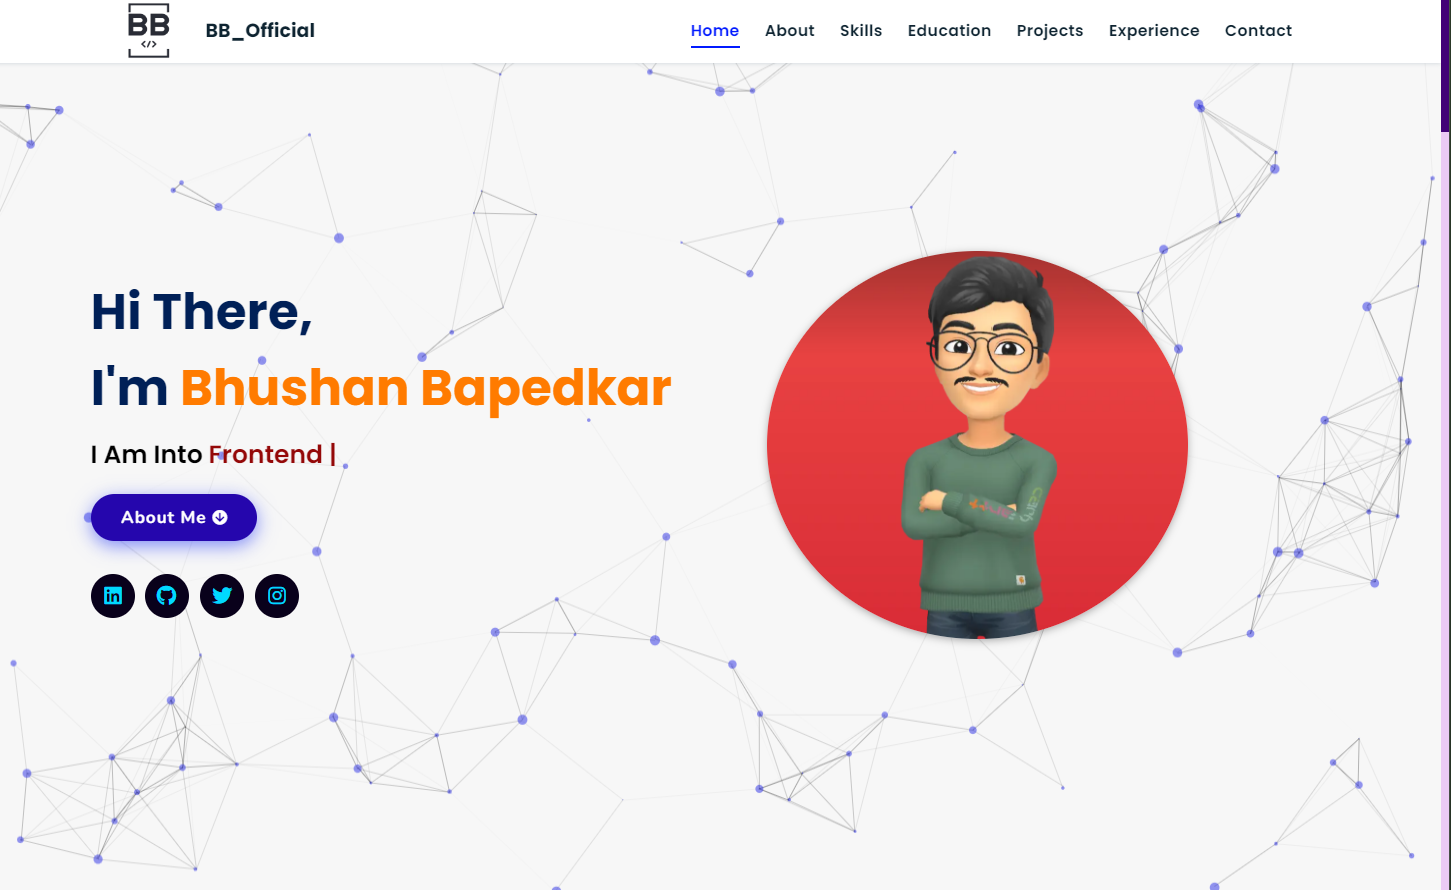 BB
</>
BB_Official
Home About Skills Education Projects Experience Contact
Hi There,
I'm Bhushan Bapedkar
I Am Into Frontend |
About Me